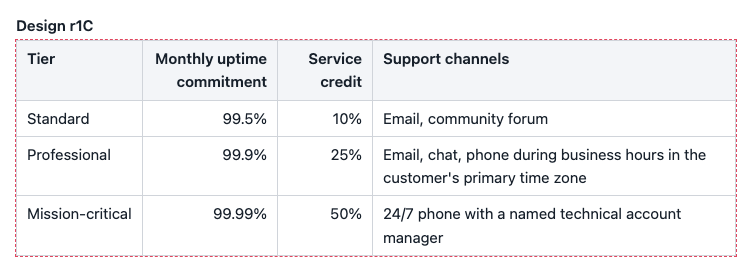 Design r1C
Tier Monthly uptime commitment Service credit Support channels
Standard 99.5% 10% Email, community forum
Professional 99.9% 25% Email, chat, phone during business hours in the
customer's primary time zone
Mission-critical 99.99% 50% 24/7 phone with a named technical account
manager